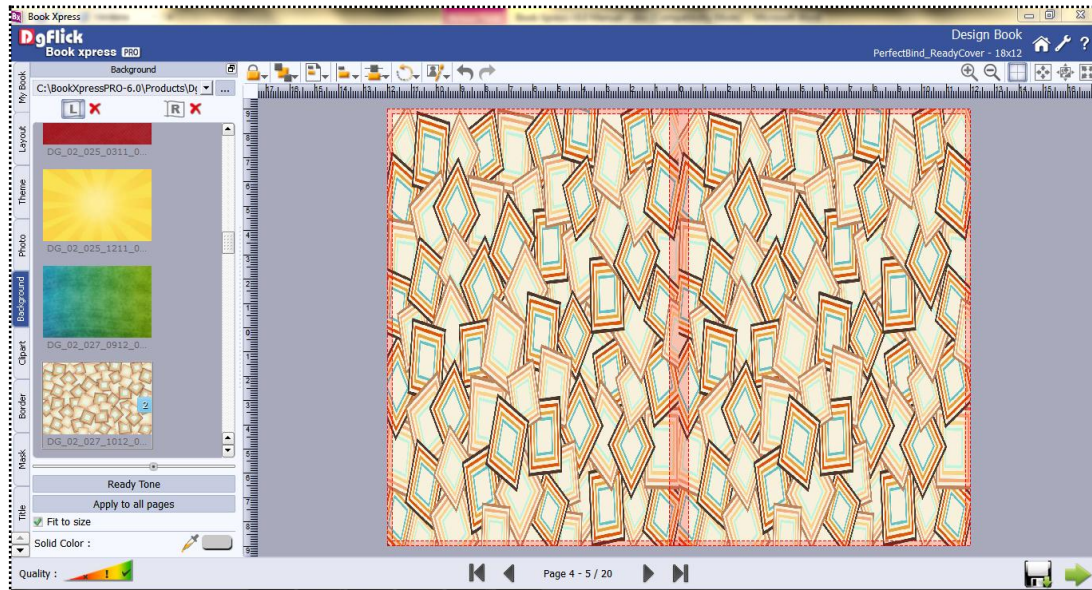 Book Xpress
DgFlick
Book xpress PRO
Design Book
PerfectBind_ReadyCover - 18x12
?
Background
C:\BookXpressPRO-6.0\Products\Dg
...
L
R
My Book
Layout
Theme
Photo
Background
Clipart
Border
Mask
Title
DG_02_025_0311_0...
DG_02_025_1211_0...
DG_02_027_0912_0...
2
DG_02_027_1012_0...
Ready Tone
Apply to all pages
Fit to size
Solid Color :
Quality :
Page 4 - 5 / 20